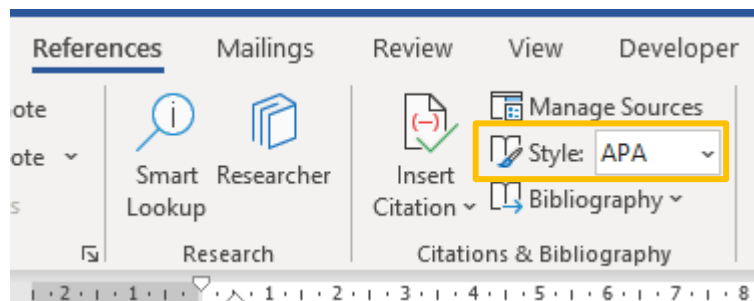 References Mailings Review View Developer
ote Manage Sources
ote Style: APA
Smart Researcher Insert
s Lookup Citation Bibliography
Research Citations & Bibliography
2 1 1 2 3 4 5 6 7 8